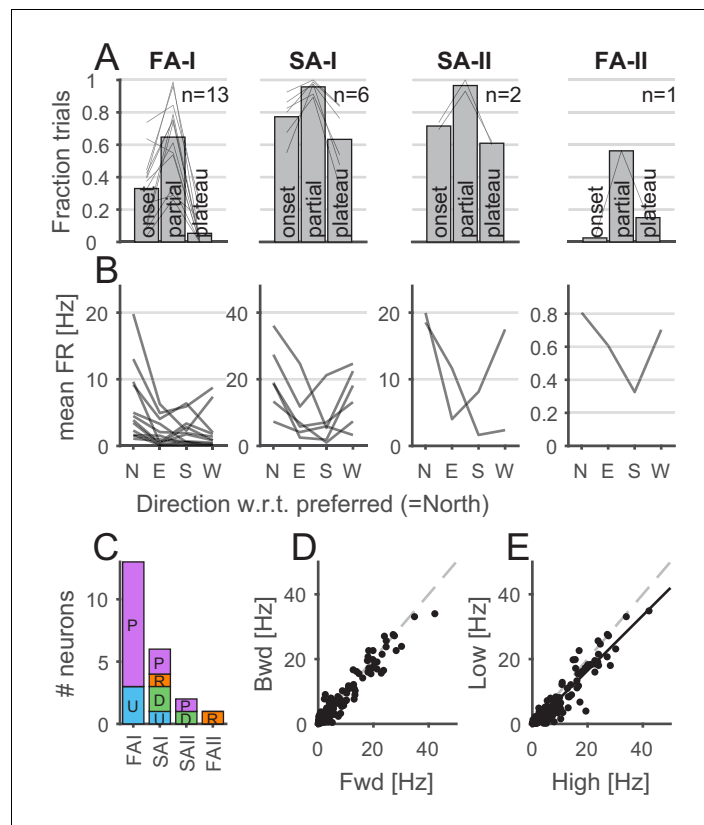 A
FA-I
SA-I
SA-II
FA-II
Fraction trials
1
0.8
0.6
0.4
0.2
0
n=13
n=6
n=2
n=1
onset
partial
plateau
onset
partial
plateau
onset
partial
plateau
onset
partial
plateau
B
mean FR [Hz]
20
10
0
40
20
0
20
10
0
0.8
0.6
0.4
0.2
0
N E S W
N E S W
N E S W
N E S W
Direction w.r.t. preferred (=North)
C
# neurons
10
5
0
P
U
P
R
D
U
P
D
R
FAI
SAI
SAII
FAII
D
Bwd [Hz]
40
20
0
0 20 40
Fwd [Hz]
E
Low [Hz]
40
20
0
0 20 40
High [Hz]